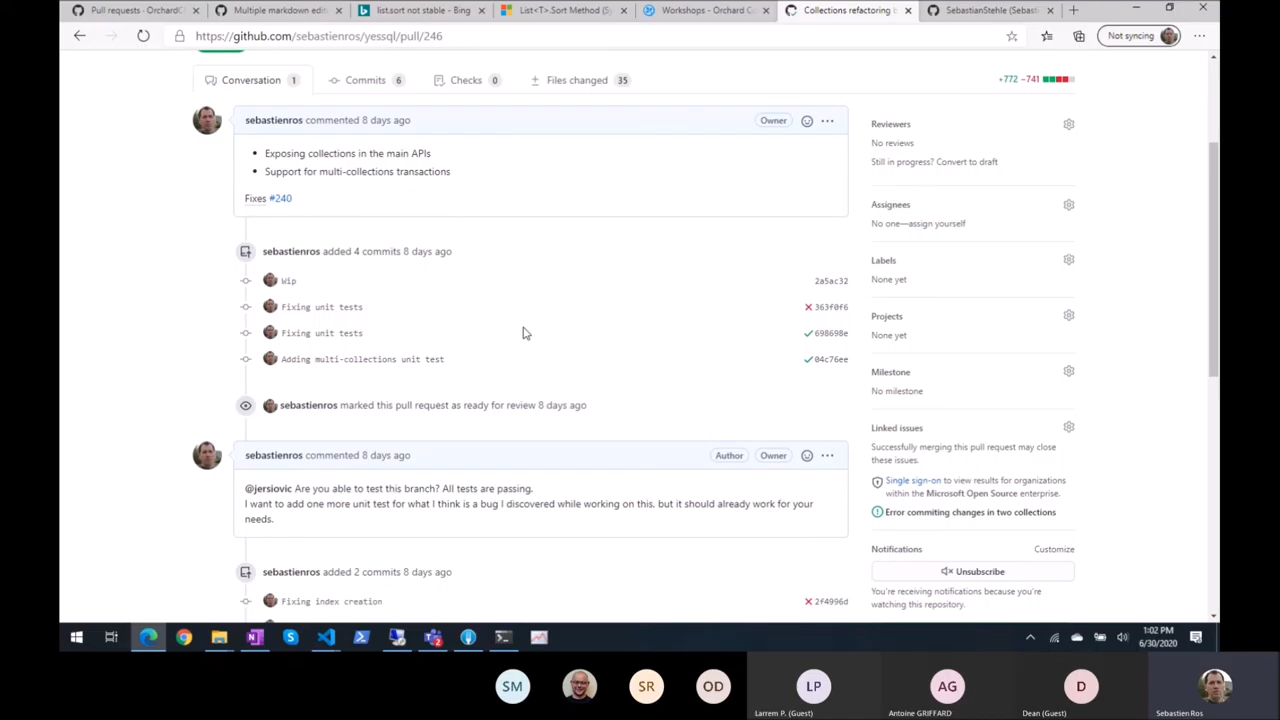 Pull requests · OrchardC
Multiple markdown edit
list.sort not stable - Bing
List<T>.Sort Method (Sy
Workshops - Orchard Co
Collections refactoring b
SebastianStehle (Sebasti
https://github.com/sebastienros/yessql/pull/246
Not syncing
Conversation 1
Commits 6
Checks 0
Files changed 35
+772 −741
sebastienros commented 8 days ago
Owner
Exposing collections in the main APIs
Support for multi-collections transactions
Fixes #240
sebastienros added 4 commits 8 days ago
Wip
2a5ac32
Fixing unit tests
363f0f6
Fixing unit tests
698698e
Adding multi-collections unit test
04c76ee
sebastienros marked this pull request as ready for review 8 days ago
sebastienros commented 8 days ago
Author
Owner
@jersiovic Are you able to test this branch? All tests are passing.
I want to add one more unit test for what I think is a bug I discovered while working on this, but it should already work for your
needs.
sebastienros added 2 commits 8 days ago
Fixing index creation
2f4996d
Reviewers
No reviews
Still in progress? Convert to draft
Assignees
No one—assign yourself
Labels
None yet
Projects
None yet
Milestone
No milestone
Linked issues
Successfully merging this pull request may close
these issues.
Single sign-on to view results for organizations
within the Microsoft Open Source enterprise.
Error commiting changes in two collections
Notifications
Customize
Unsubscribe
You're receiving notifications because you're
watching this repository.
1:02 PM
6/30/2020
SM
SR
OD
LP
Larrem P. (Guest)
AG
Antoine GRIFFARD
D
Dean (Guest)
Sebastien Ros